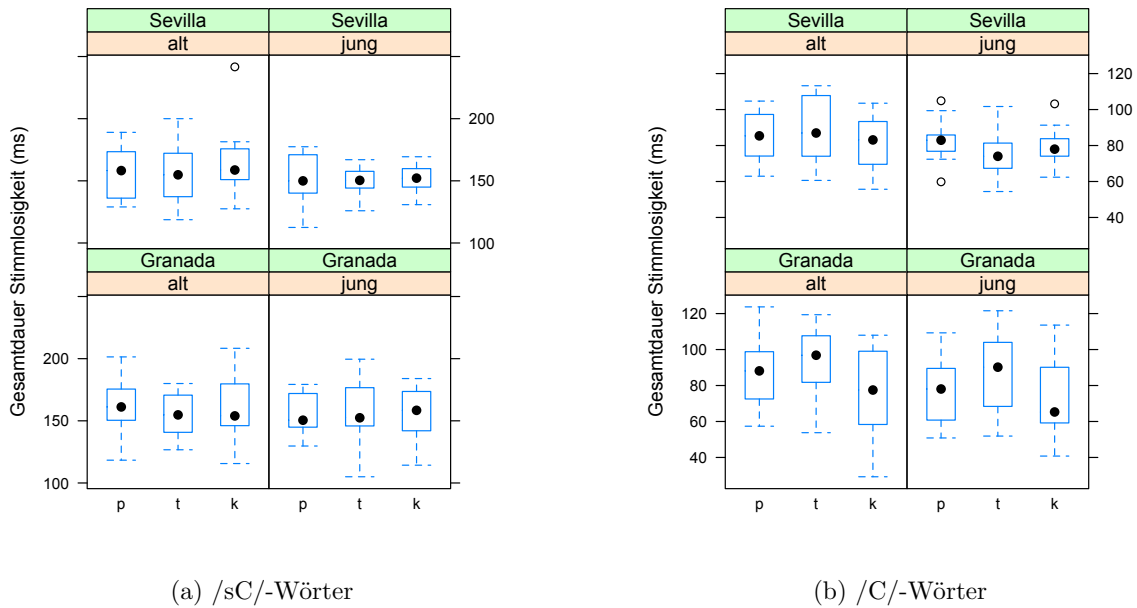 Sevilla Sevilla
alt jung
Gesamtdauer Stimmlosigkeit (ms)
200
150
100
Granada Granada
alt jung
200
150
100
p t k p t k
(a) /sC/-Wörter
Sevilla Sevilla
alt jung
Gesamtdauer Stimmlosigkeit (ms)
120
100
80
60
40
Granada Granada
alt jung
120
100
80
60
40
p t k p t k
(b) /C/-Wörter